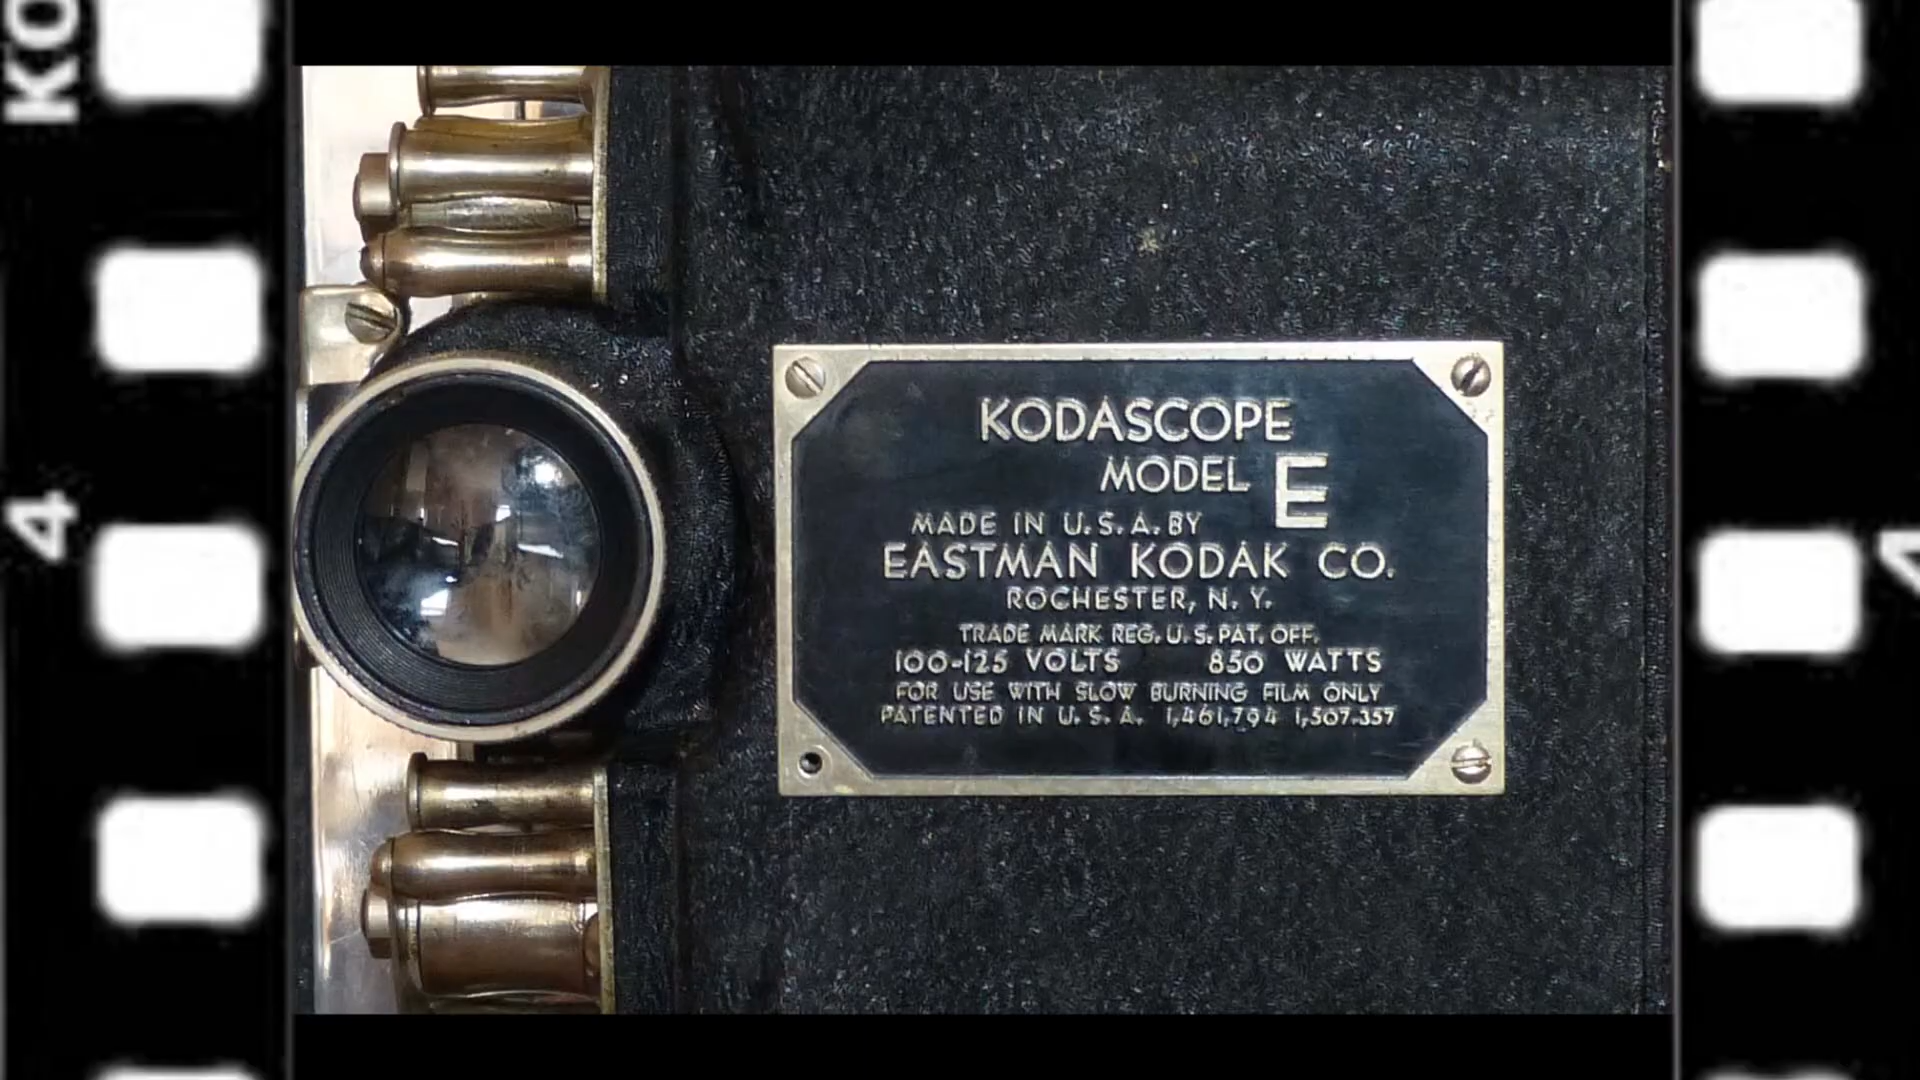 KO
4
KODASCOPE
MODEL E
MADE IN U.S.A. BY
EASTMAN KODAK CO.
ROCHESTER, N. Y.
TRADE MARK REG. U. S. PAT. OFF.
100-125 VOLTS 850 WATTS
FOR USE WITH SLOW BURNING FILM ONLY
PATENTED IN U. S. A. 1,461,794 1,507,357